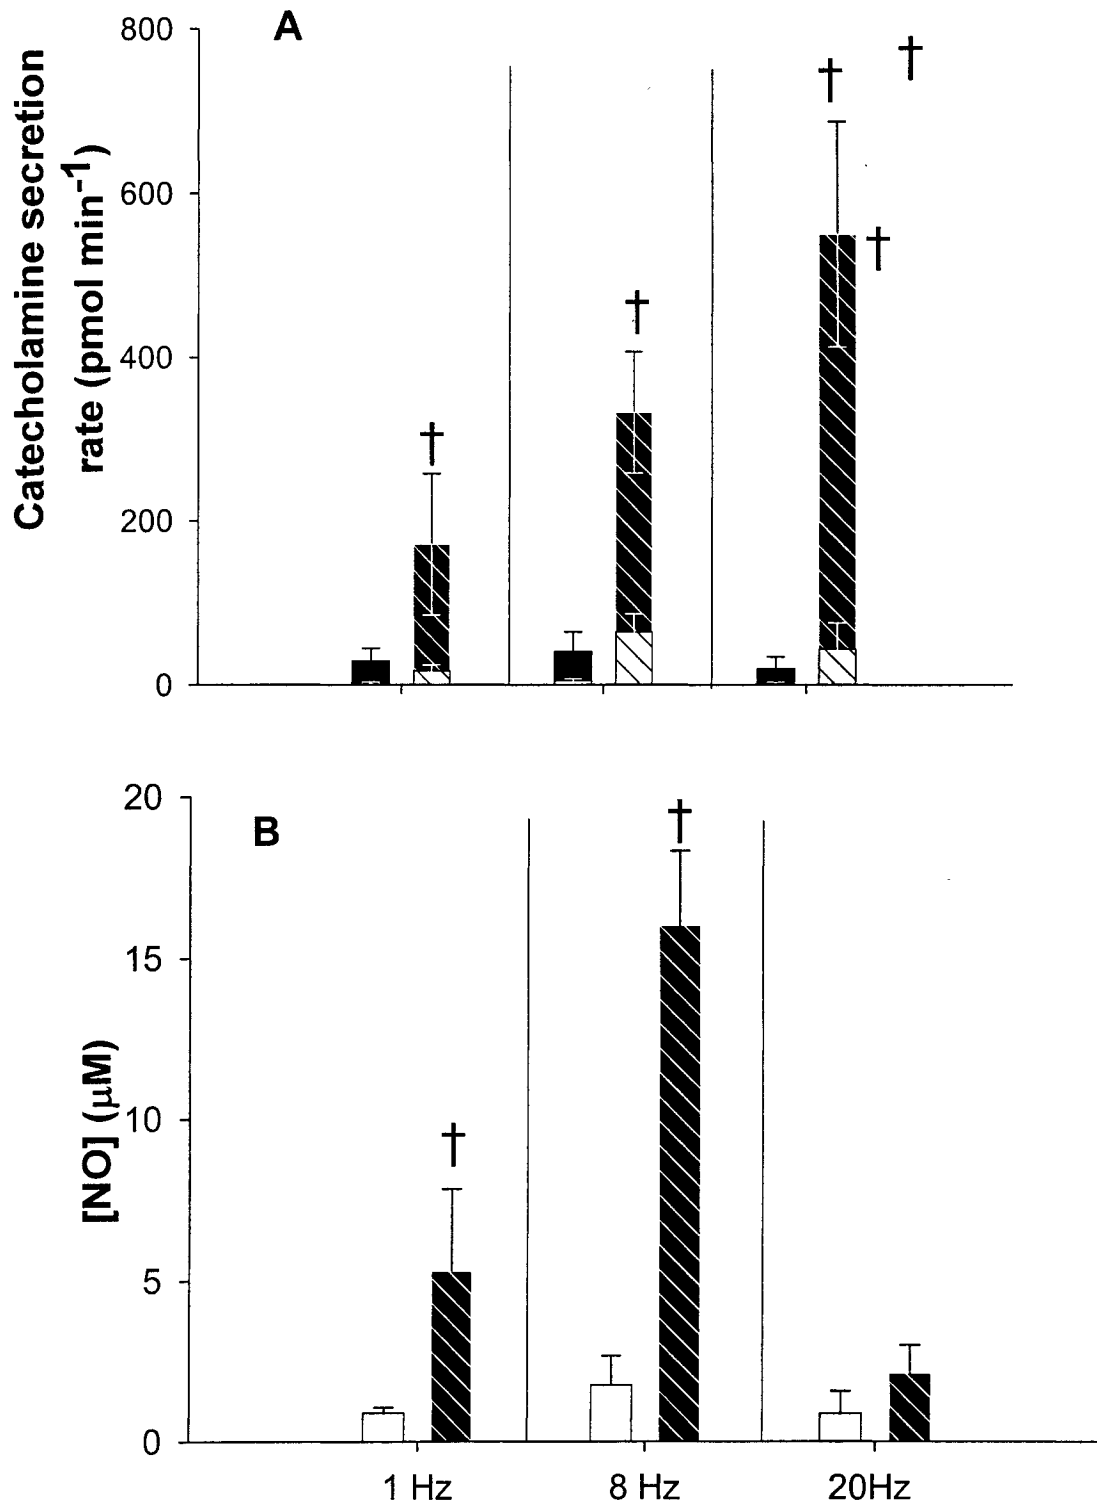 A
800
600
400
200
0
Catecholamine secretion
rate (pmol min⁻¹)
†
†
†
†
†
B
20
15
10
5
0
[NO] (μM)
†
†
1 Hz
8 Hz
20Hz